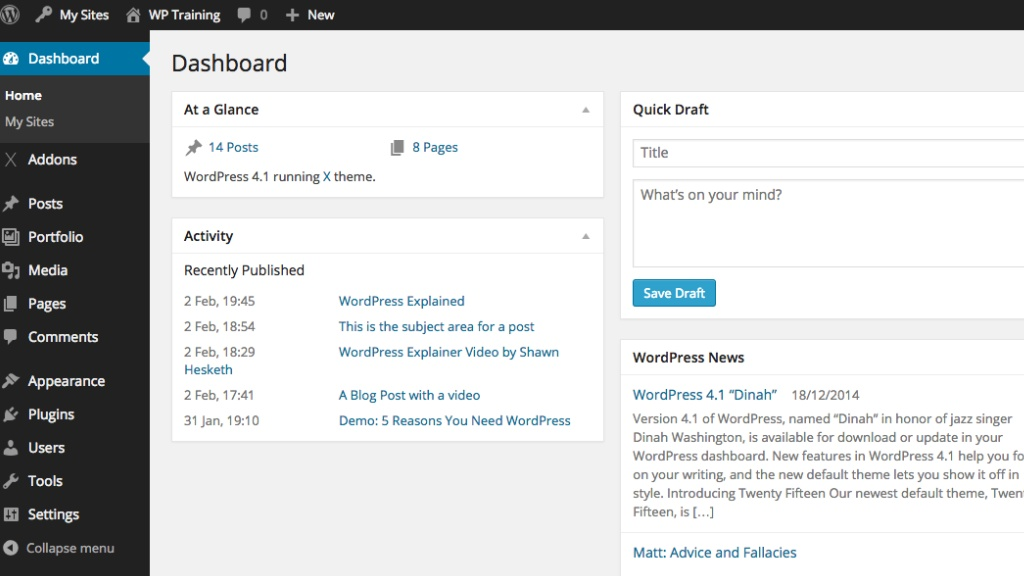 My Sites
WP Training
0
New
Dashboard
Home
My Sites
Addons
Posts
Portfolio
Media
Pages
Comments
Appearance
Plugins
Users
Tools
Settings
Collapse menu
Dashboard
At a Glance
14 Posts
8 Pages
WordPress 4.1 running X theme.
Activity
Recently Published
2 Feb, 19:45 WordPress Explained
2 Feb, 18:54 This is the subject area for a post
2 Feb, 18:29 WordPress Explainer Video by Shawn
Hesketh
2 Feb, 17:41 A Blog Post with a video
31 Jan, 19:10 Demo: 5 Reasons You Need WordPress
Quick Draft
Title
What's on your mind?
Save Draft
WordPress News
WordPress 4.1 “Dinah” 18/12/2014
Version 4.1 of WordPress, named “Dinah” in honor of jazz singer
Dinah Washington, is available for download or update in your
WordPress dashboard. New features in WordPress 4.1 help you fo
on your writing, and the new default theme lets you show it off in
style. Introducing Twenty Fifteen Our newest default theme, Twen
Fifteen, is […]
Matt: Advice and Fallacies